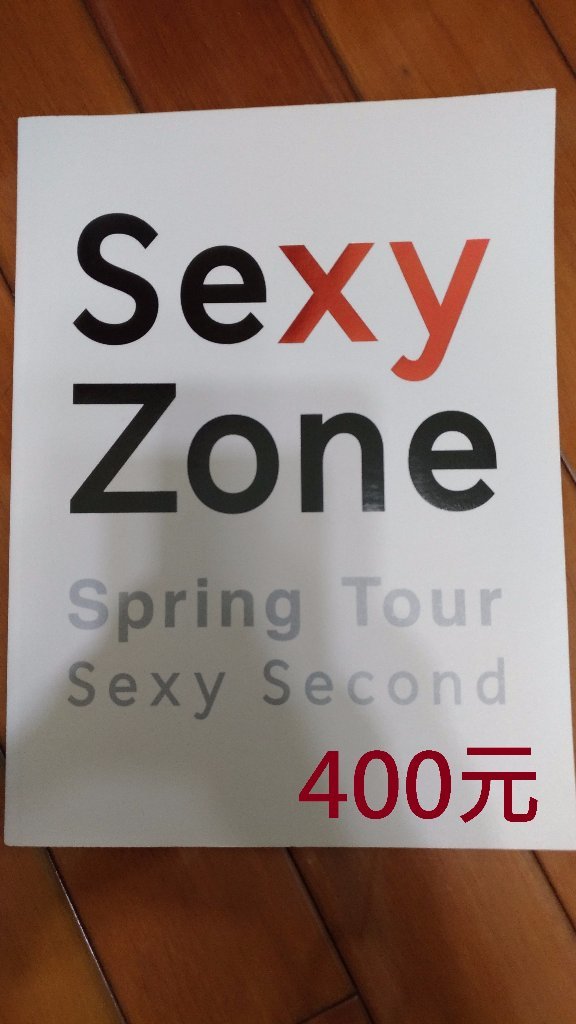 Sexy
Zone
Spring Tour
Sexy Second
400元